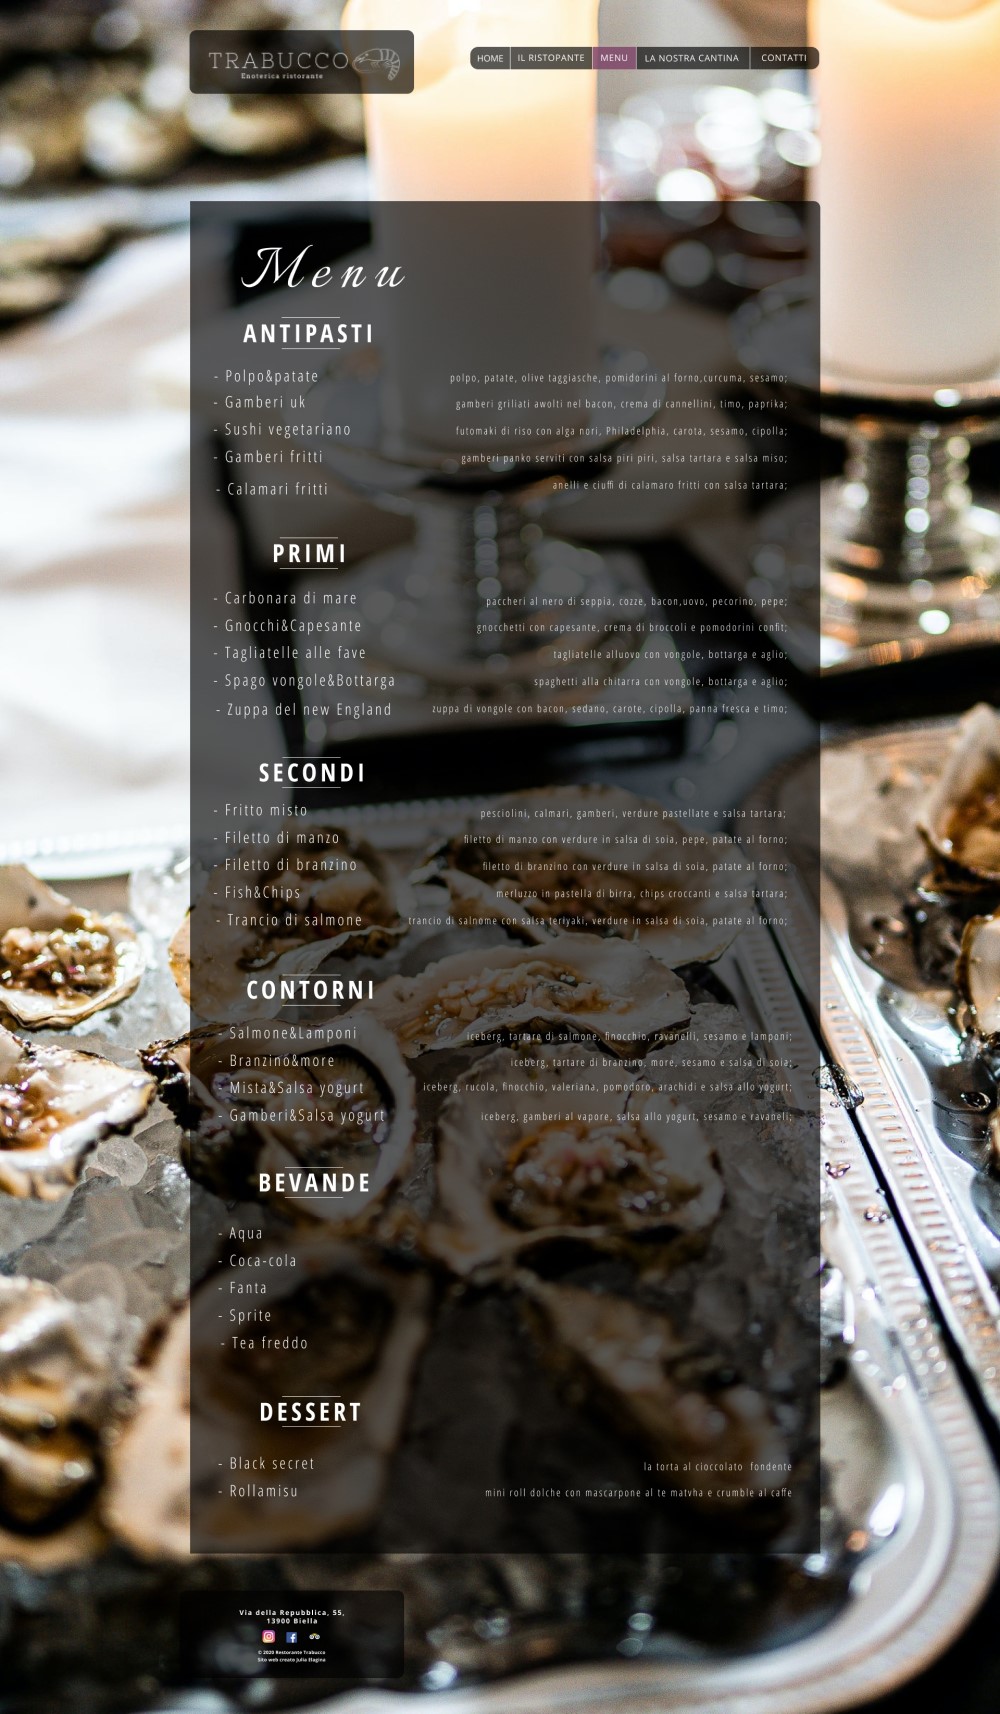 TRABUCCO
Enoterica ristorante
HOME IL RISTOPANTE MENU LA NOSTRA CANTINA CONTATTI
Menu
ANTIPASTI
- Polpo&patate polpo, patate, olive taggiasche, pomidorini al forno,curcuma, sesamo;
- Gamberi uk gamberi griliati awolti nel bacon, crema di cannellini, timo, paprika;
- Sushi vegetariano futomaki di riso con alga nori, Philadelphia, carota, sesamo, cipolla;
- Gamberi fritti gamberi panko serviti con salsa piri piri, salsa tartara e salsa miso;
- Calamari fritti anelli e ciuffi di calamaro fritti con salsa tartara;
PRIMI
- Carbonara di mare paccheri al nero di seppia, cozze, bacon,uovo, pecorino, pepe;
- Gnocchi&Capesante gnocchetti con capesante, crema di broccoli e pomodorini confit;
- Tagliatelle alle fave tagliatelle alluovo con vongole, bottarga e aglio;
- Spago vongole&Bottarga spaghetti alla chitarra con vongole, bottarga e aglio;
- Zuppa del new England zuppa di vongole con bacon, sedano, carote, cipolla, panna fresca e timo;
SECONDI
- Fritto misto pesciolini, calmari, gamberi, verdure pastellate e salsa tartara;
- Filetto di manzo filetto di manzo con verdure in salsa di soia, pepe, patate al forno;
- Filetto di branzino filetto di branzino con verdure in salsa di soia, patate al forno;
- Fish&Chips merluzzo in pastella di birra, chips croccanti e salsa tartara;
- Trancio di salmone trancio di salnome con salsa teriyaki, verdure in salsa di soia, patate al forno;
CONTORNI
- Salmone&Lamponi iceberg, tartare di salmone, finocchio, ravanelli, sesamo e lamponi;
- Branzino&more iceberg, tartare di branzino, more, sesamo e salsa di soia;
- Mista&Salsa yogurt iceberg, rucola, finocchio, valeriana, pomodoro, arachidi e salsa allo yogurt;
- Gamberi&Salsa yogurt iceberg, gamberi al vapore, salsa allo yogurt, sesamo e ravaneli;
BEVANDE
- Aqua
- Coca-cola
- Fanta
- Sprite
- Tea freddo
DESSERT
- Black secret la torta al cioccolato fondente
- Rollamisu mini roll dolche con mascarpone al te matvha e crumble al caffe
Via della Repubblica, 55,
13900 Biella
© 2020 Restorante Trabucco
Sito web creato Julia Elagina